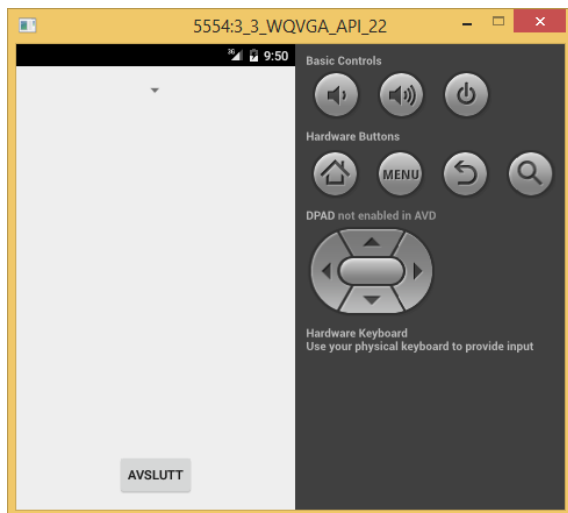 5554:3_3_WQVGA_API_22
36 9:50
Basic Controls
Hardware Buttons
MENU
DPAD not enabled in AVD
Hardware Keyboard
Use your physical keyboard to provide input
AVSLUTT